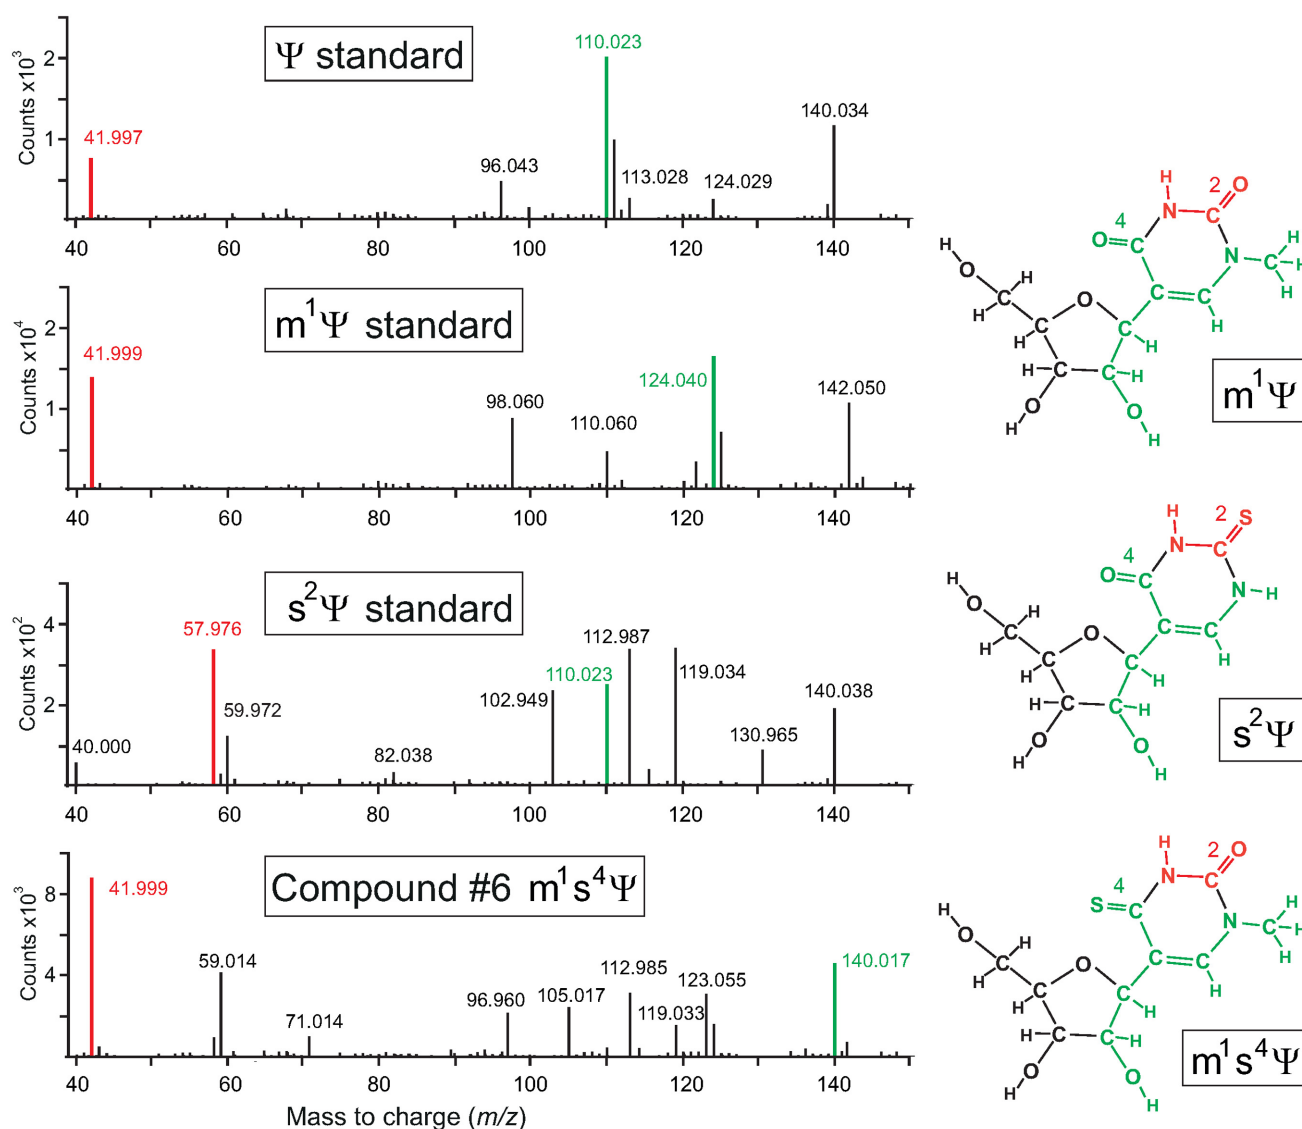 Ψ standard
Counts x10³
2
1
41.997
96.043
110.023
113.028
124.029
140.034
40 60 80 100 120 140
m¹Ψ standard
Counts x10⁴
2
1
41.999
98.060
110.060
124.040
142.050
40 60 80 100 120 140
s²Ψ standard
Counts x10²
4
2
40.000
57.976
59.972
82.038
102.949
110.023
112.987
119.034
130.965
140.038
40 60 80 100 120 140
Compound #6 m¹s⁴Ψ
Counts x10³
8
4
41.999
59.014
71.014
96.960
105.017
112.985
119.033
123.055
140.017
40 60 80 100 120 140
Mass to charge (m/z)
H 2 O
H 4 N C
O C N C H
O H H
H C O C C H
H C C H
H H C C H
O O
H H
m¹Ψ
H 2 S
H 4 N C
O C N H
O H
H C O C C
H C C H
H H C C H
O O
H H
s²Ψ
H 2 O
H 4 N C
S C N C H
O H H
H C O C C H
H C C H
H H C C H
O O
H H
m¹s⁴Ψ